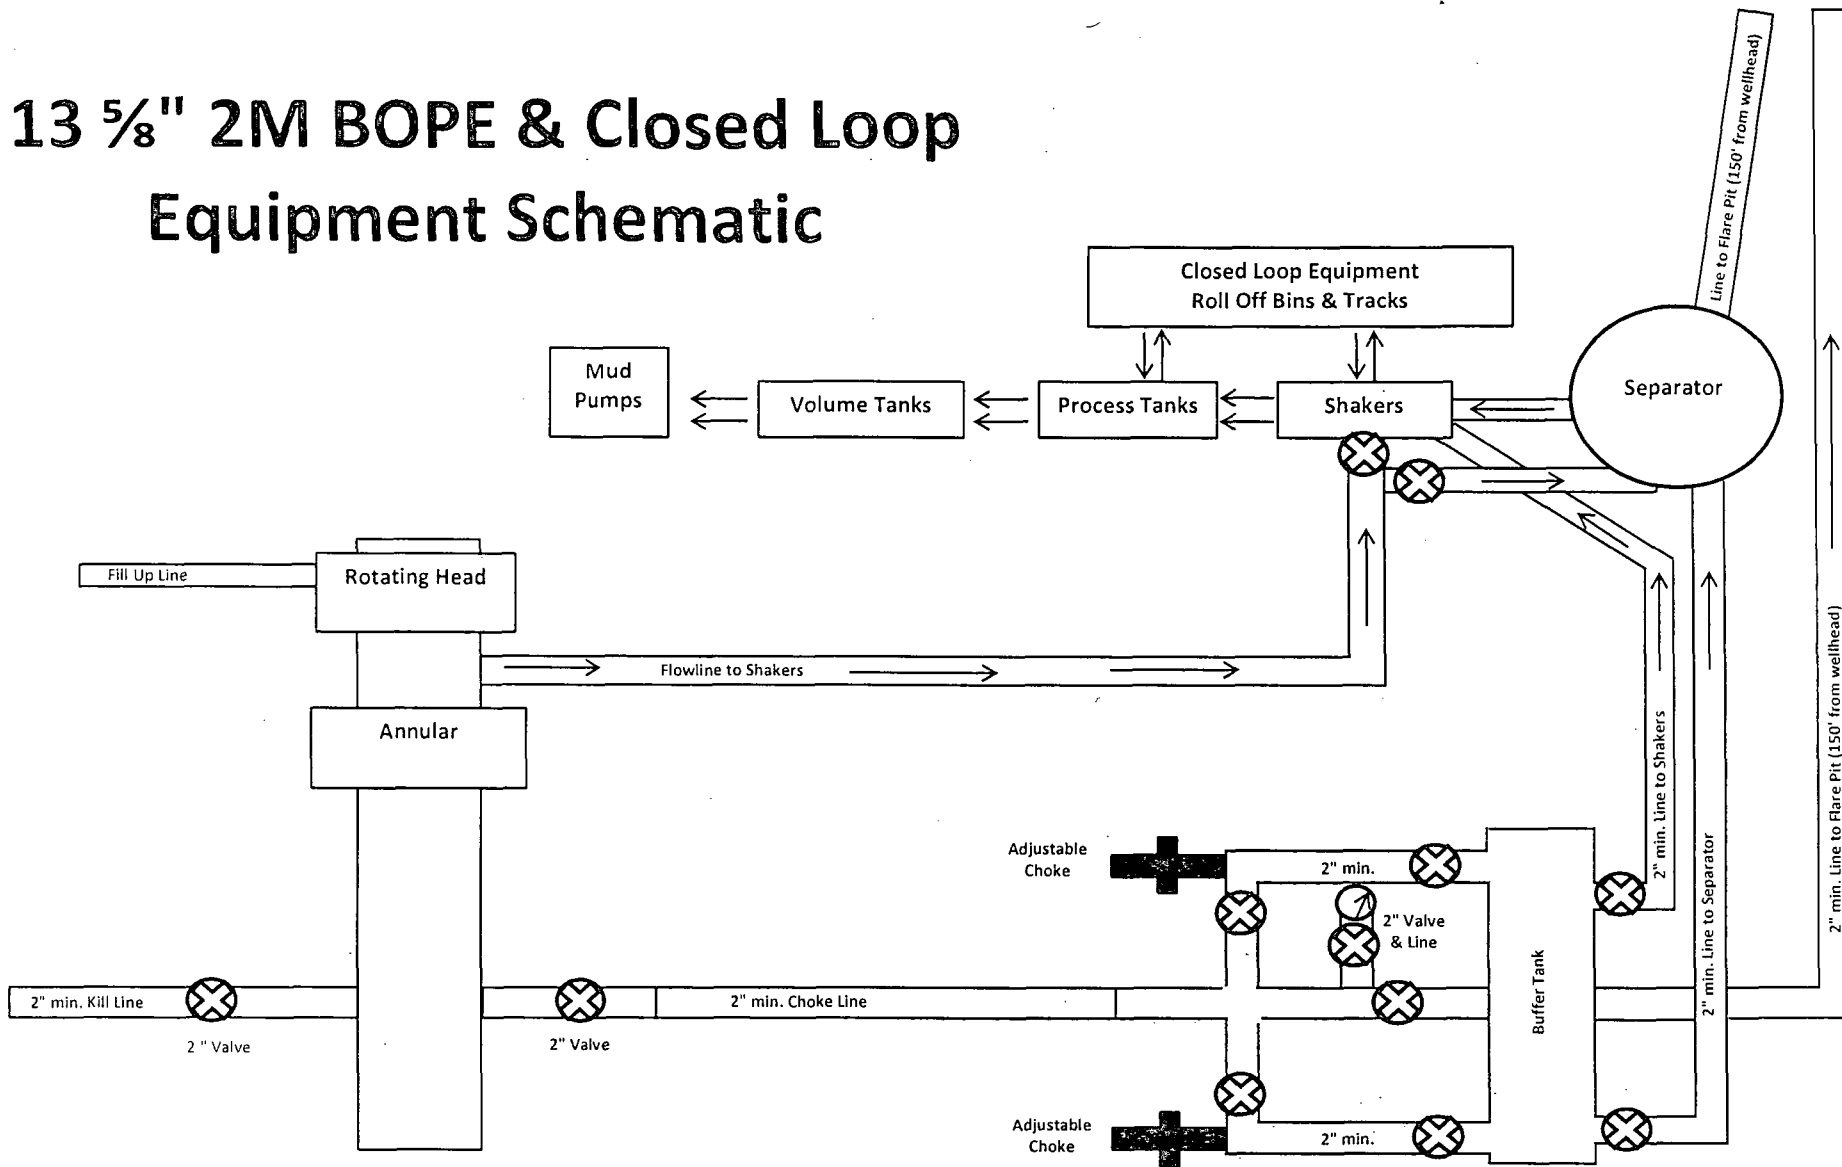 13 ⅝" 2M BOPE & Closed Loop
Equipment Schematic
Line to Flare Pit (150' from wellhead)
Closed Loop Equipment
Roll Off Bins & Tracks
Mud
Pumps
Volume Tanks
Process Tanks
Shakers
Separator
Fill Up Line
Rotating Head
Flowline to Shakers
Annular
2" min. Line to Shakers
2" min. Line to Separator
2" min. Line to Flare Pit (150' from wellhead)
Adjustable
Choke
2" min.
2" Valve
& Line
Buffer Tank
2" min. Kill Line
2 " Valve
2" Valve
2" min. Choke Line
Adjustable
Choke
2" min.